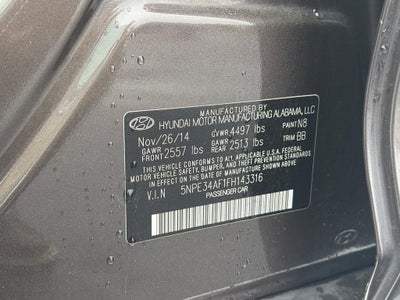 MANUFACTURED BY
HYUNDAI MOTOR MANUFACTURING ALABAMA, LLC
Nov/26/14 GVWR 4497 lbs PAINT N8
GAWR FRONT 2557 lbs GAWR REAR 2513 lbs TRIM BB
THIS VEHICLE CONFORMS TO ALL APPLICABLE U.S.A FEDERAL
MOTOR VEHICLE SAFETY, BUMPER, AND THEFT PREVENTION
STANDARDS IN EFFECT ON THE DATE OF MANUFACTURE SHOWN ABOVE.
V.I.N 5NPE34AF1FH143316
PASSENGER CAR